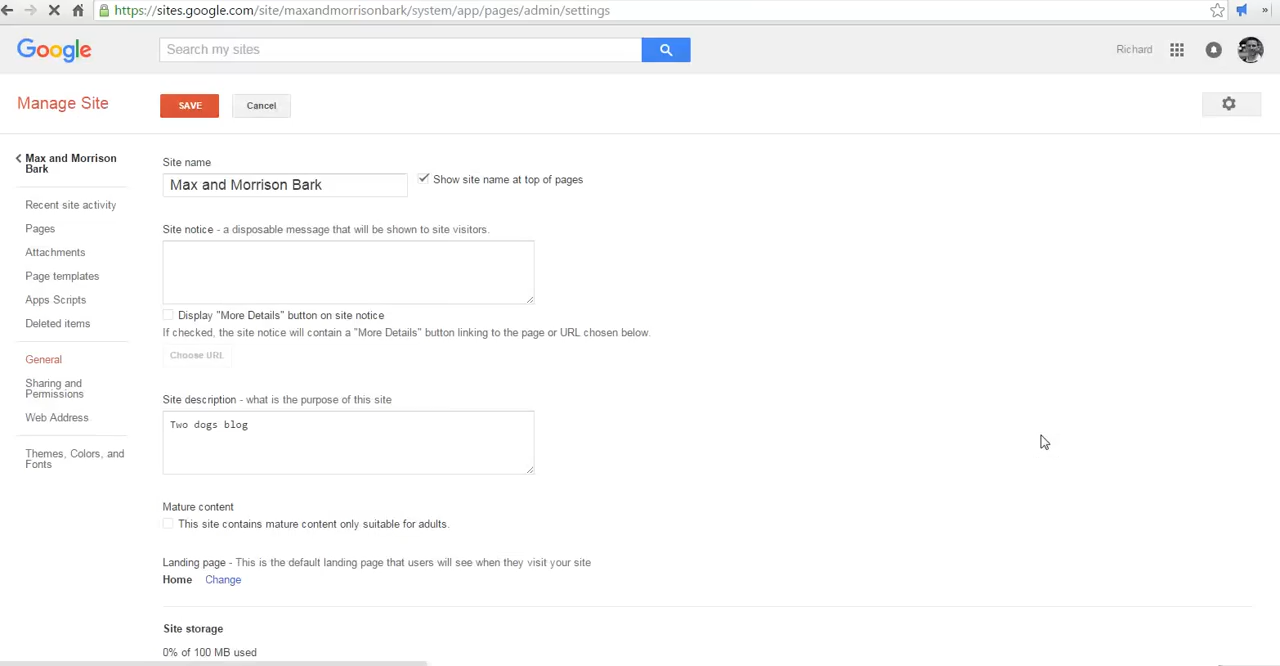 https://sites.google.com/site/maxandmorrisonbark/system/app/pages/admin/settings
»
Google
Search my sites
Richard
Manage Site
SAVE
Cancel
Max and Morrison
Bark
Recent site activity
Pages
Attachments
Page templates
Apps Scripts
Deleted items
General
Sharing and
Permissions
Web Address
Themes, Colors, and
Fonts
Site name
Max and Morrison Bark
Show site name at top of pages
Site notice - a disposable message that will be shown to site visitors.
Display "More Details" button on site notice
If checked, the site notice will contain a "More Details" button linking to the page or URL chosen below.
Choose URL
Site description - what is the purpose of this site
Two dogs blog
Mature content
This site contains mature content only suitable for adults.
Landing page - This is the default landing page that users will see when they visit your site
Home Change
Site storage
0% of 100 MB used